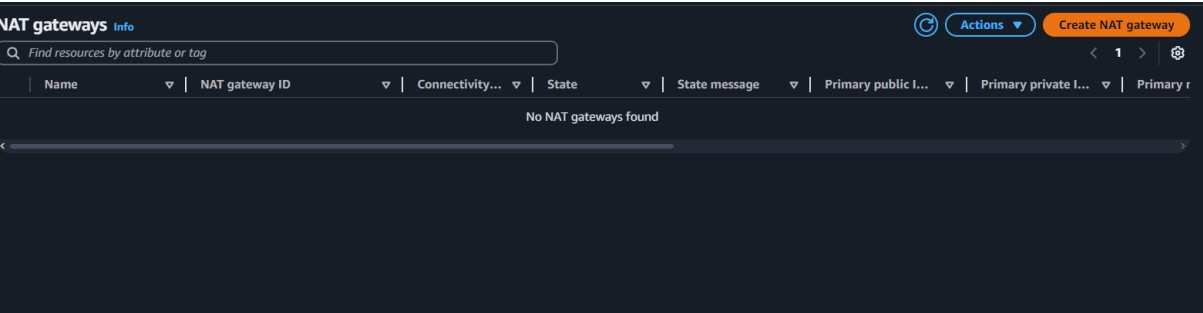 NAT gateways Info
Actions
Create NAT gateway
Find resources by attribute or tag
1
Name
NAT gateway ID
Connectivity...
State
State message
Primary public I...
Primary private I...
Primary
No NAT gateways found